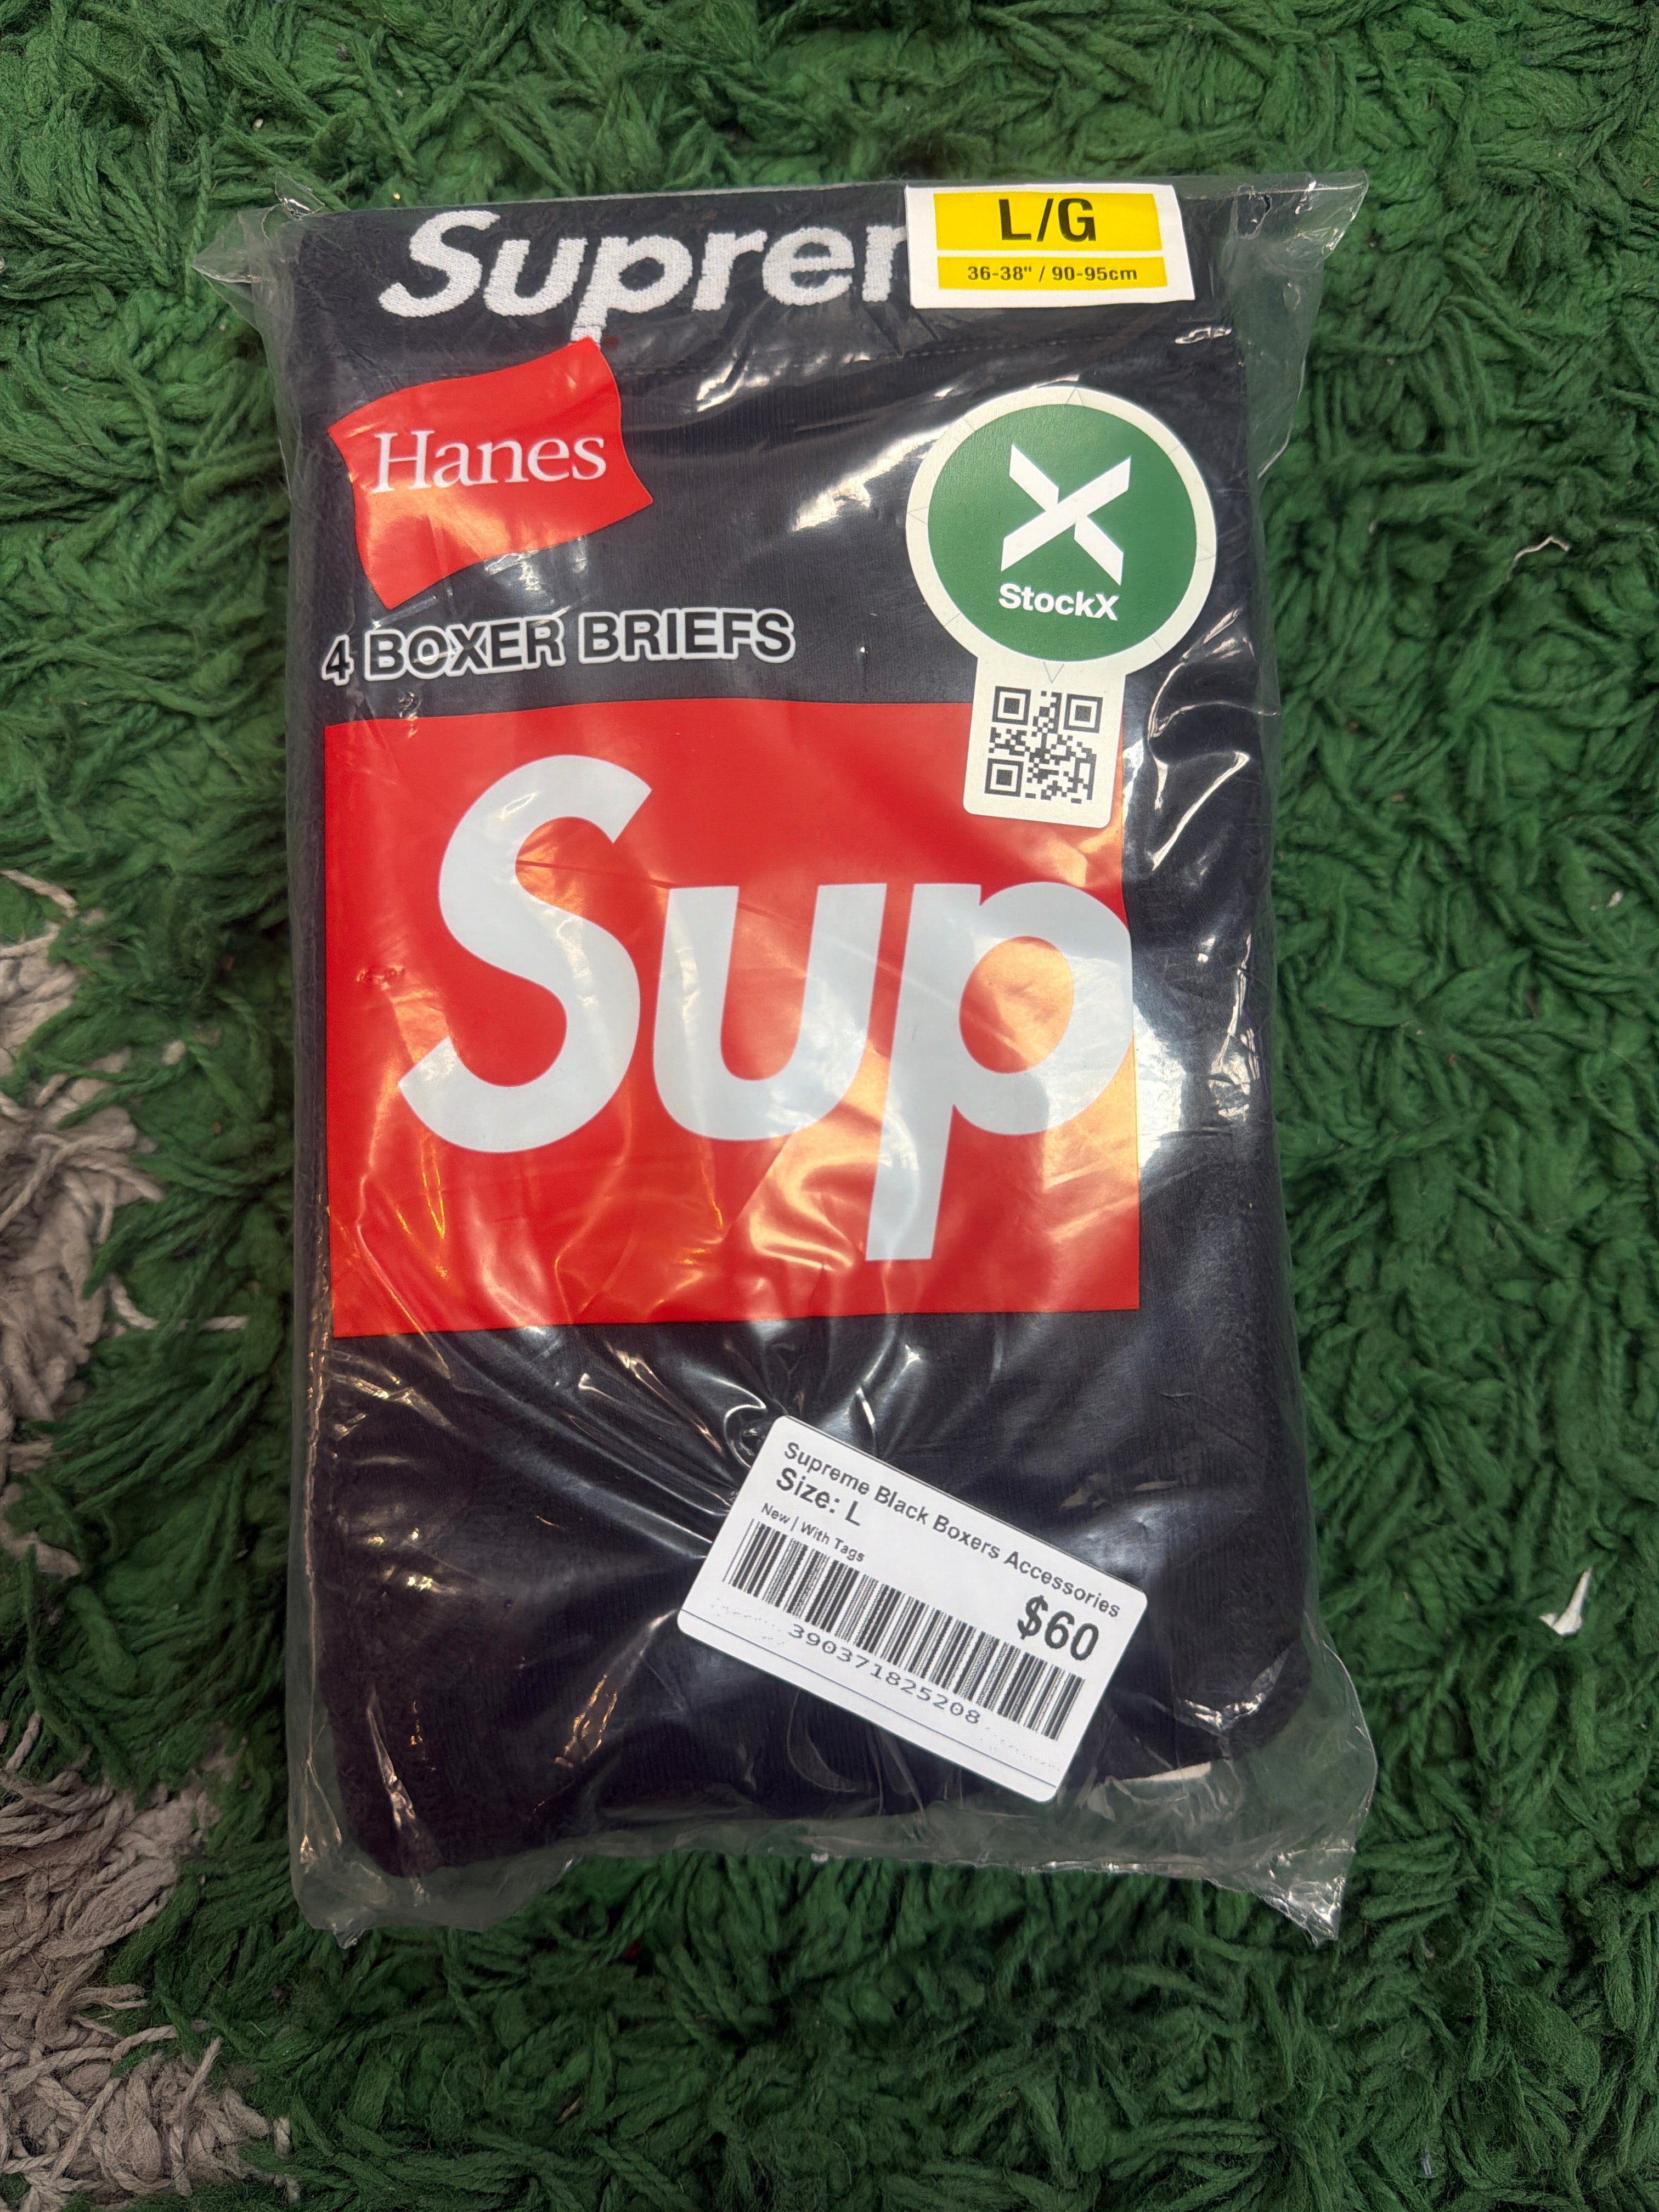 Suprem
L/G
36-38" / 90-95cm
Hanes
StockX
4 BOXER BRIEFS
Sup
Supreme Black Boxers Accessories
Size: L
New | With Tags
$60
390371825208